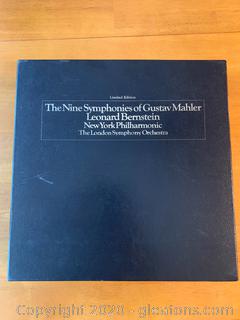 Limited Edition
The Nine Symphonies of Gustav Mahler
Leonard Bernstein
New York Philharmonic
The London Symphony Orchestra
Copyright 2020 - glesions.com